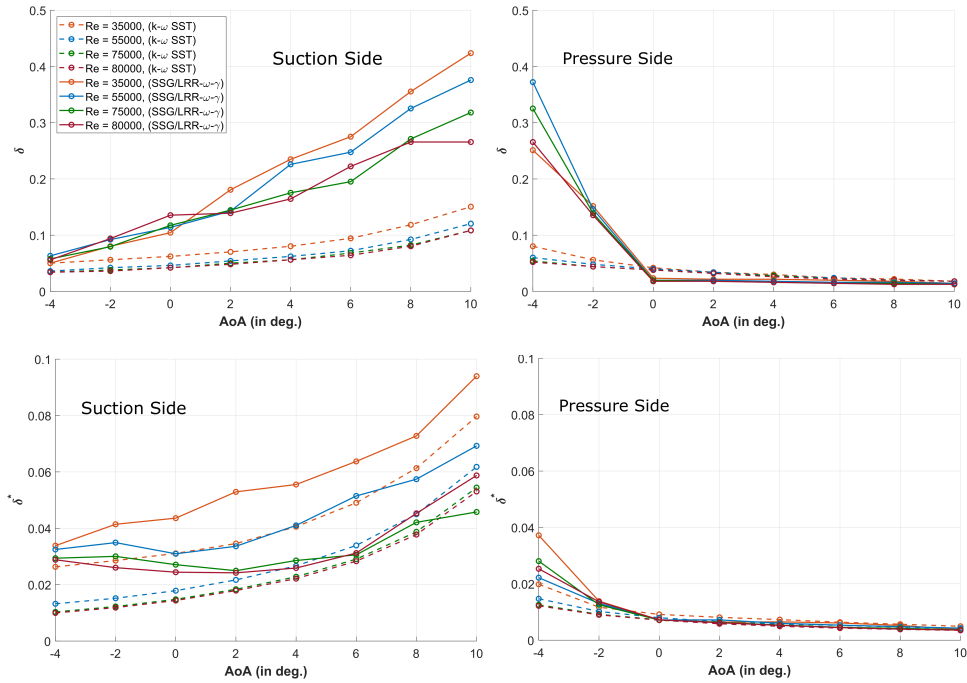 Re = 35000, (k-ω SST)
Re = 55000, (k-ω SST)
Re = 75000, (k-ω SST)
Re = 80000, (k-ω SST)
Re = 35000, (SSG/LRR-ω-γ)
Re = 55000, (SSG/LRR-ω-γ)
Re = 75000, (SSG/LRR-ω-γ)
Re = 80000, (SSG/LRR-ω-γ)
Suction Side
0.5
0.4
0.3
0.2
0.1
0
δ
-4 -2 0 2 4 6 8 10
AoA (in deg.)
Pressure Side
0.5
0.4
0.3
0.2
0.1
0
δ
-4 -2 0 2 4 6 8 10
AoA (in deg.)
Suction Side
0.1
0.08
0.06
0.04
0.02
0
δ*
-4 -2 0 2 4 6 8 10
AoA (in deg.)
Pressure Side
0.1
0.08
0.06
0.04
0.02
0
δ*
-4 -2 0 2 4 6 8 10
AoA (in deg.)